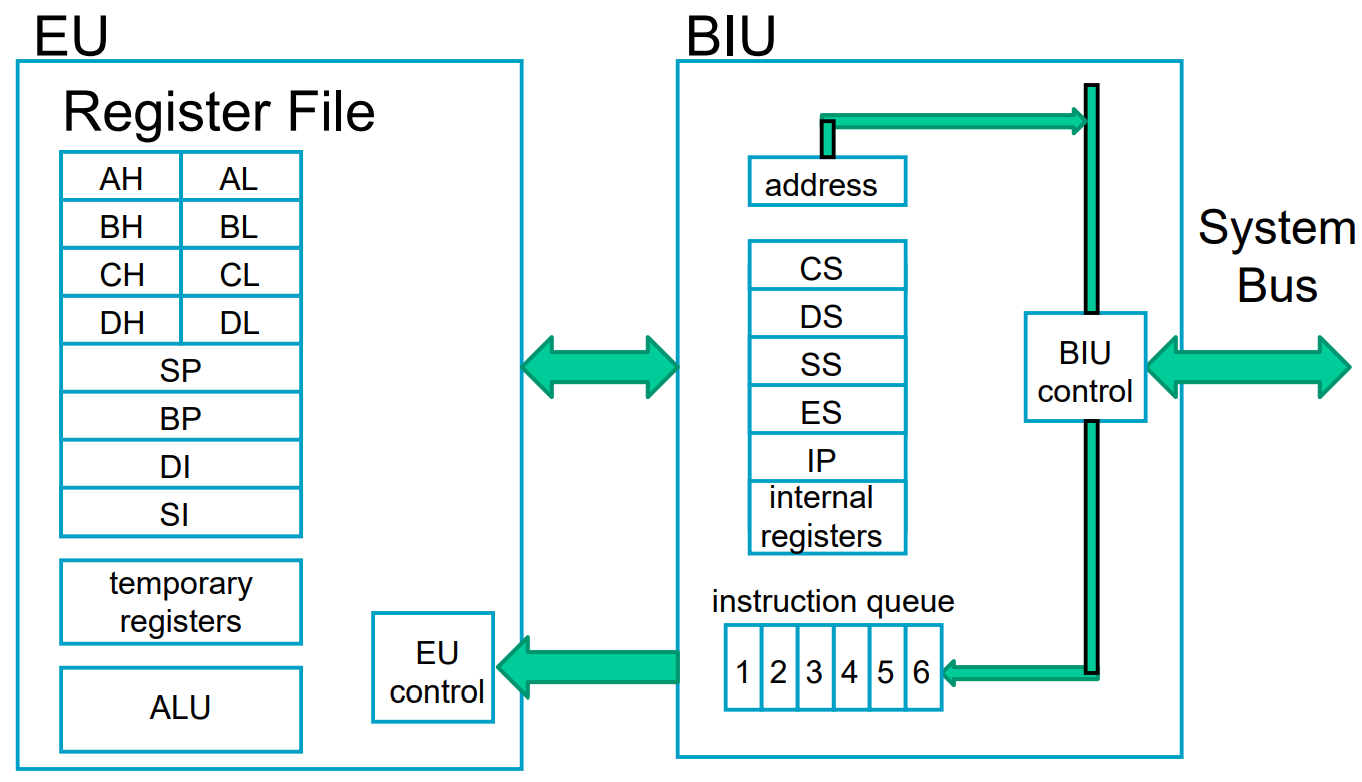 EU
Register File
AH AL
BH BL
CH CL
DH DL
SP
BP
DI
SI
temporary
registers
ALU
EU
control
BIU
address
CS
DS
SS
ES
IP
internal
registers
instruction queue
1 2 3 4 5 6
BIU
control
System
Bus